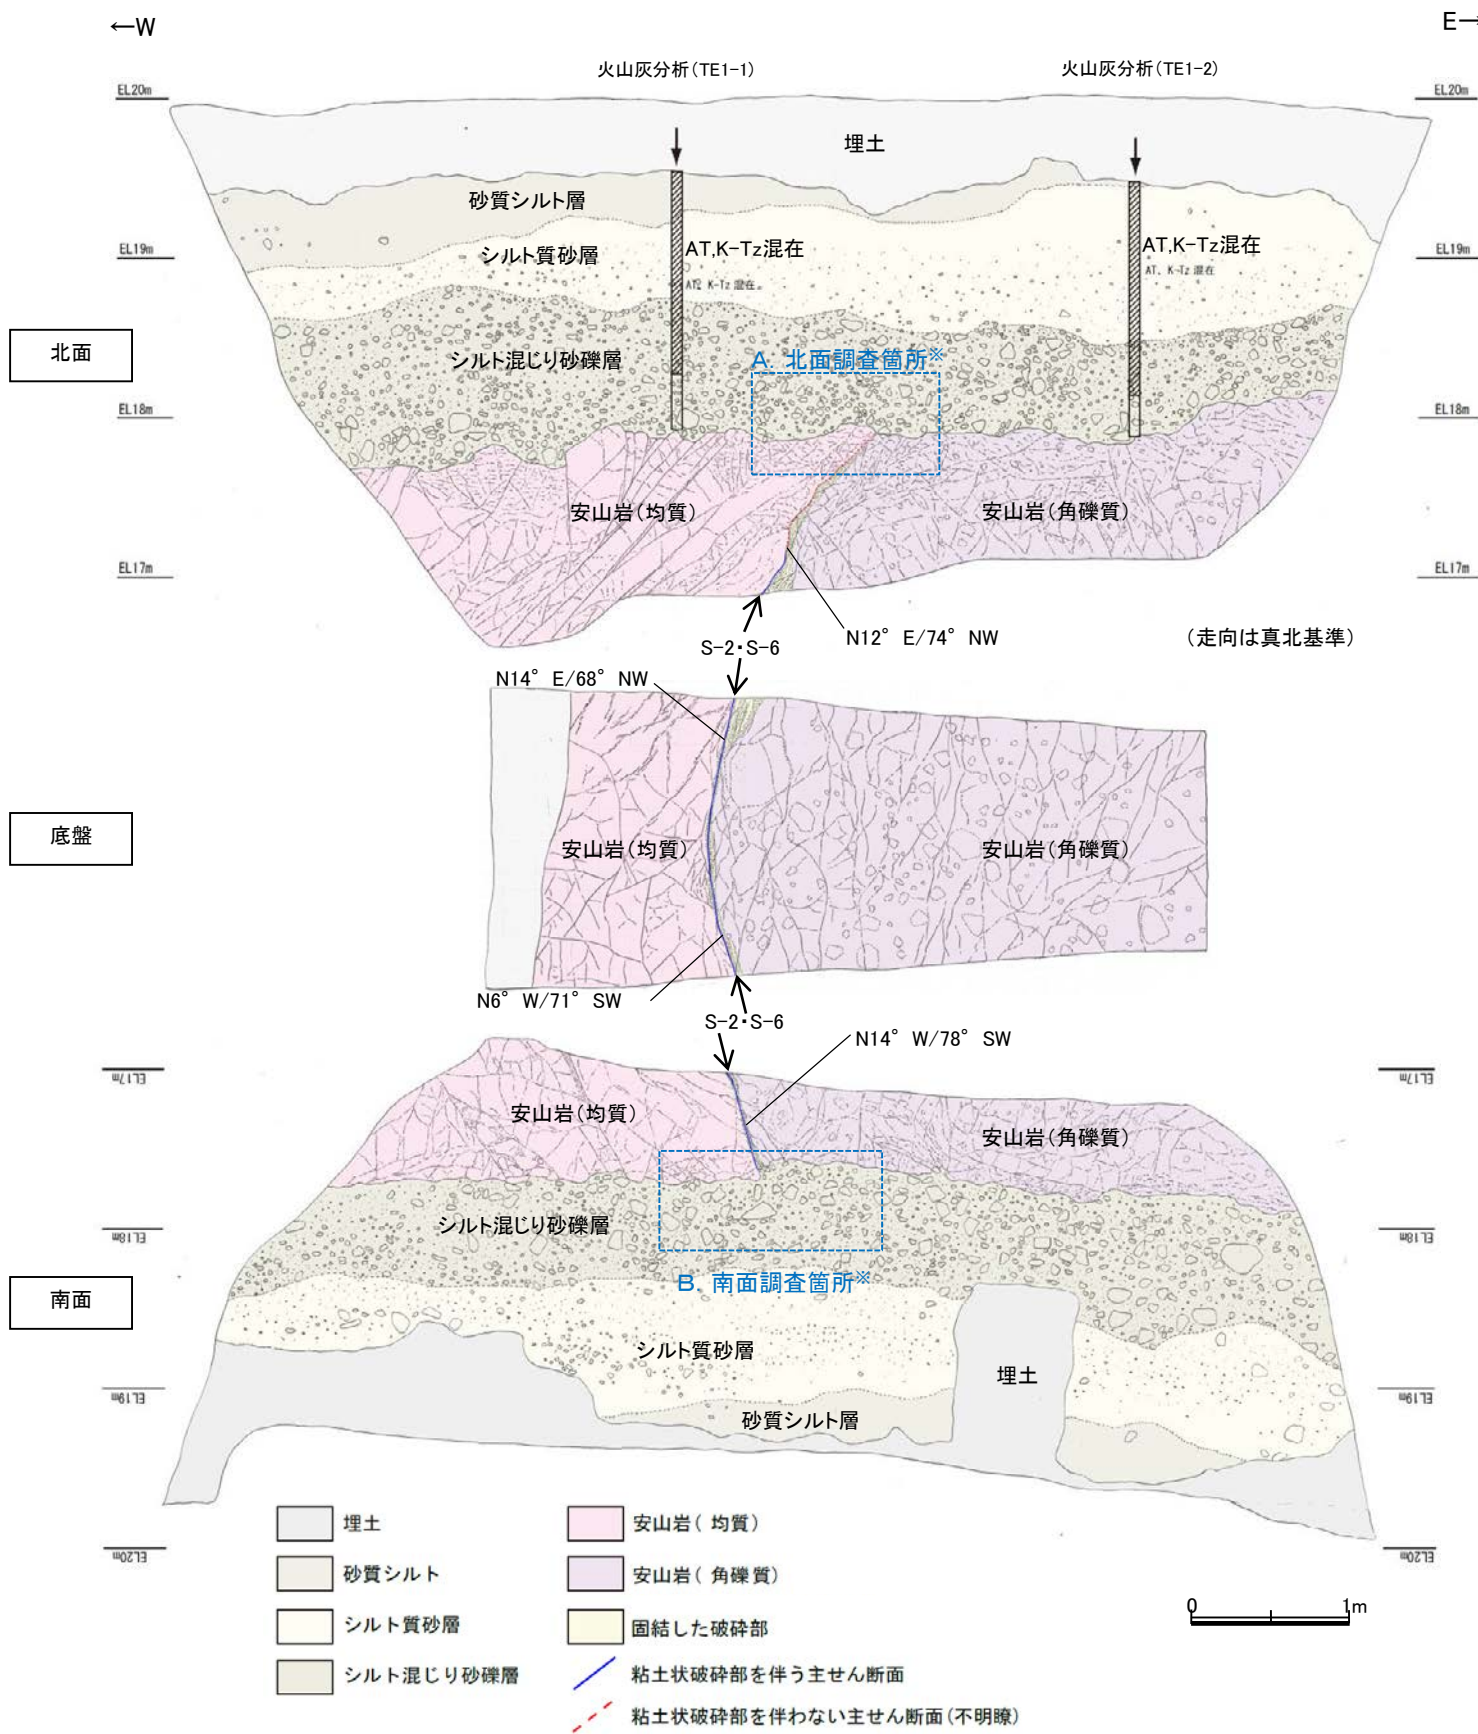 ←W
E→
火山灰分析(TE1-1)
火山灰分析(TE1-2)
EL20m
EL20m
埋土
砂質シルト層
シルト質砂層
AT,K-Tz混在
AT,K-Tz混在
AT、K-Tz 混在
AT、K-Tz 混在
EL19m
EL19m
北面
シルト混じり砂礫層
A. 北面調査箇所※
EL18m
EL18m
安山岩(均質)
安山岩(角礫質)
EL17m
EL17m
N12° E/74° NW
(走向は真北基準)
S-2・S-6
N14° E/68° NW
底盤
安山岩(均質)
安山岩(角礫質)
N6° W/71° SW
S-2・S-6
N14° W/78° SW
EL17m
EL17m
安山岩(均質)
安山岩(角礫質)
シルト混じり砂礫層
EL18m
EL18m
B. 南面調査箇所※
南面
シルト質砂層
埋土
EL19m
EL19m
砂質シルト層
EL20m
EL20m
埋土
安山岩( 均質)
砂質シルト
安山岩( 角礫質)
シルト質砂層
固結した破砕部
シルト混じり砂礫層
粘土状破砕部を伴う主せん断面
粘土状破砕部を伴わない主せん断面(不明瞭)
0
1m